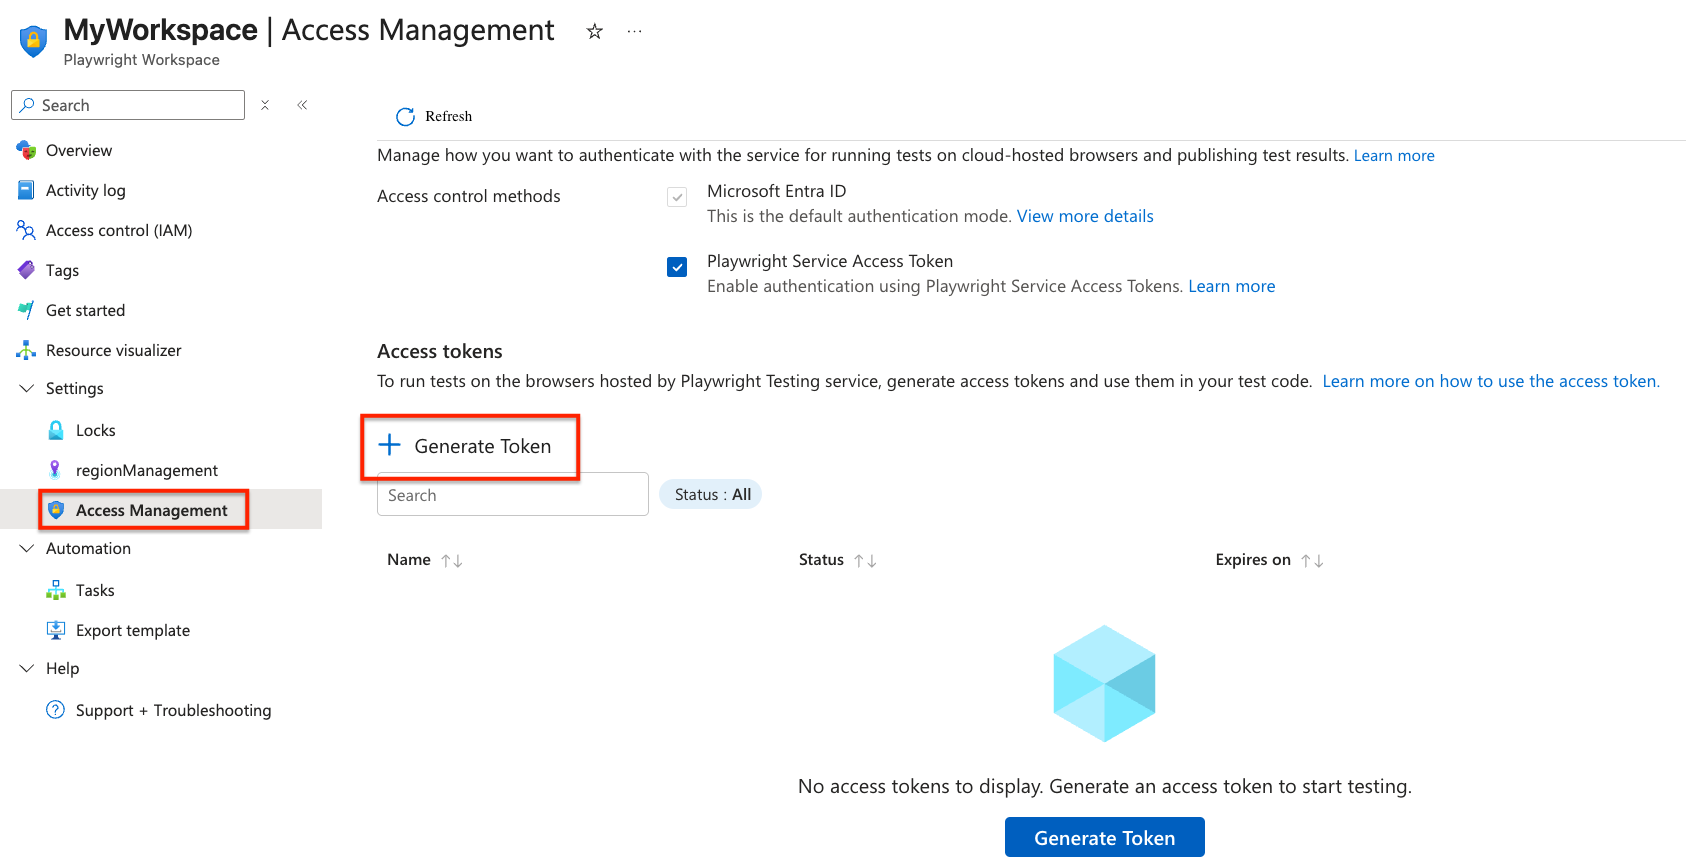 MyWorkspace | Access Management
Playwright Workspace
Search
Overview
Activity log
Access control (IAM)
Tags
Get started
Resource visualizer
Settings
Locks
regionManagement
Access Management
Automation
Tasks
Export template
Help
Support + Troubleshooting
Refresh
Manage how you want to authenticate with the service for running tests on cloud-hosted browsers and publishing test results. Learn more
Access control methods
Microsoft Entra ID
This is the default authentication mode. View more details
Playwright Service Access Token
Enable authentication using Playwright Service Access Tokens. Learn more
Access tokens
To run tests on the browsers hosted by Playwright Testing service, generate access tokens and use them in your test code. Learn more on how to use the access token.
Generate Token
Search
Status : All
Name Status Expires on
No access tokens to display. Generate an access token to start testing.
Generate Token